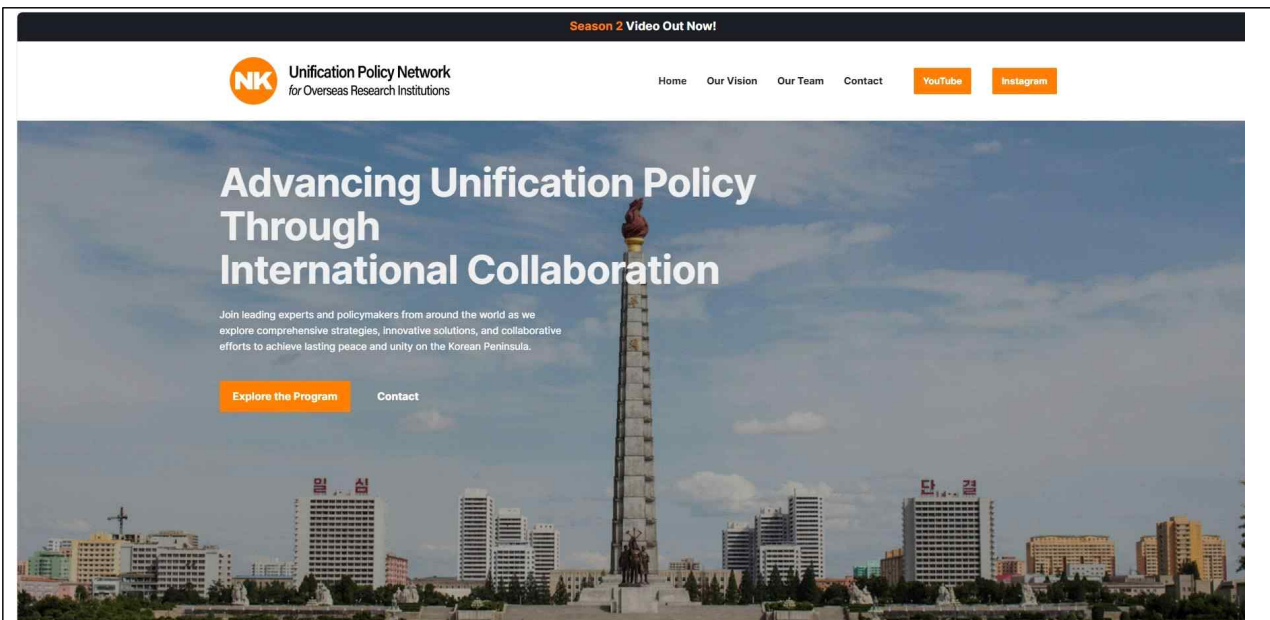 Season 2 Video Out Now!
NK
Unification Policy Network
for Overseas Research Institutions
Home Our Vision Our Team Contact YouTube Instagram
Advancing Unification Policy
Through
International Collaboration
Join leading experts and policymakers from around the world as we
explore comprehensive strategies, innovative solutions, and collaborative
efforts to achieve lasting peace and unity on the Korean Peninsula.
Explore the Program Contact
일심 단결